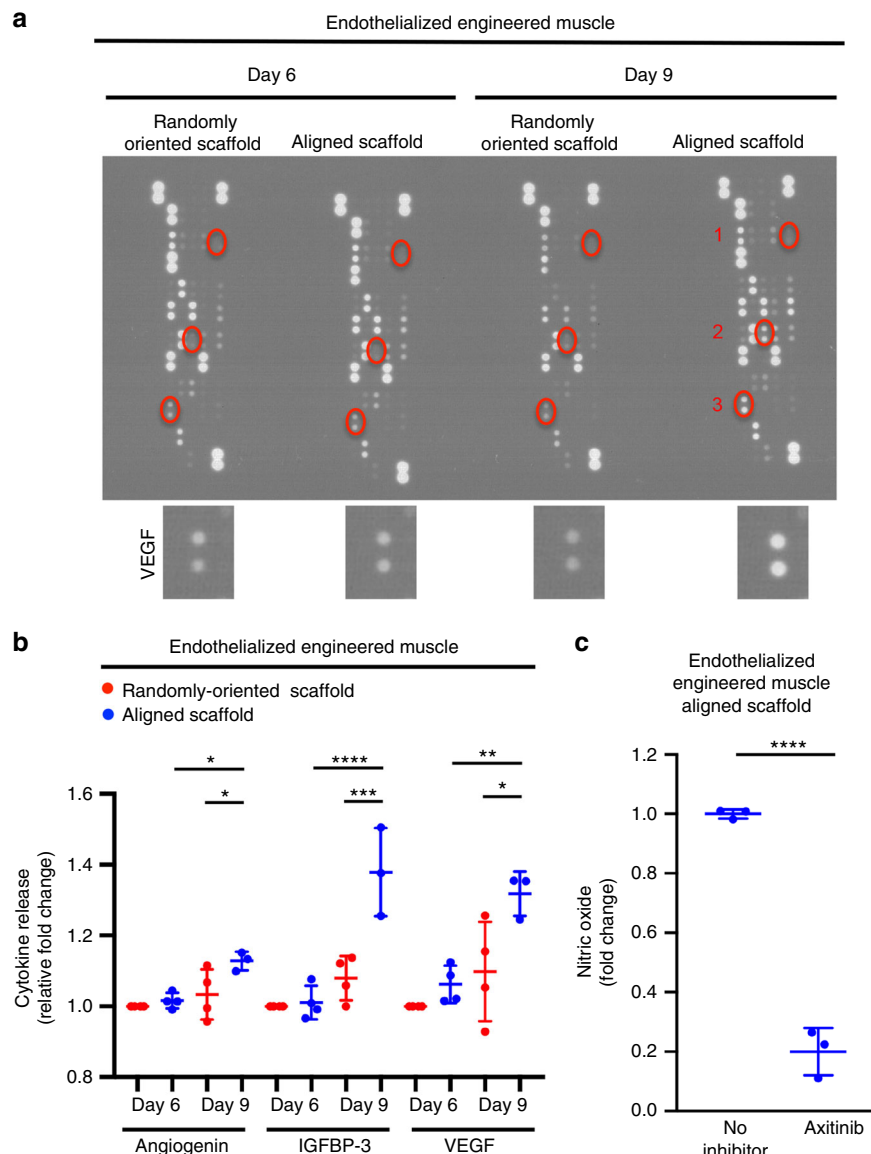 a
Endothelialized engineered muscle
Day 6
Day 9
Randomly
oriented scaffold
Aligned scaffold
Randomly
oriented scaffold
Aligned scaffold
1
2
3
VEGF
b
Endothelialized engineered muscle
Randomly-oriented scaffold
Aligned scaffold
* **** **
* *** *
1.6
1.4
1.2
1.0
0.8
Cytokine release
(relative fold change)
Day 6 Day 9 Day 6 Day 9 Day 6 Day 9
Angiogenin IGFBP-3 VEGF
c
Endothelialized
engineered muscle
aligned scaffold
****
1.2
1.0
0.8
0.6
0.4
0.2
0.0
Nitric oxide
(fold change)
No
inhibitor
Axitinib